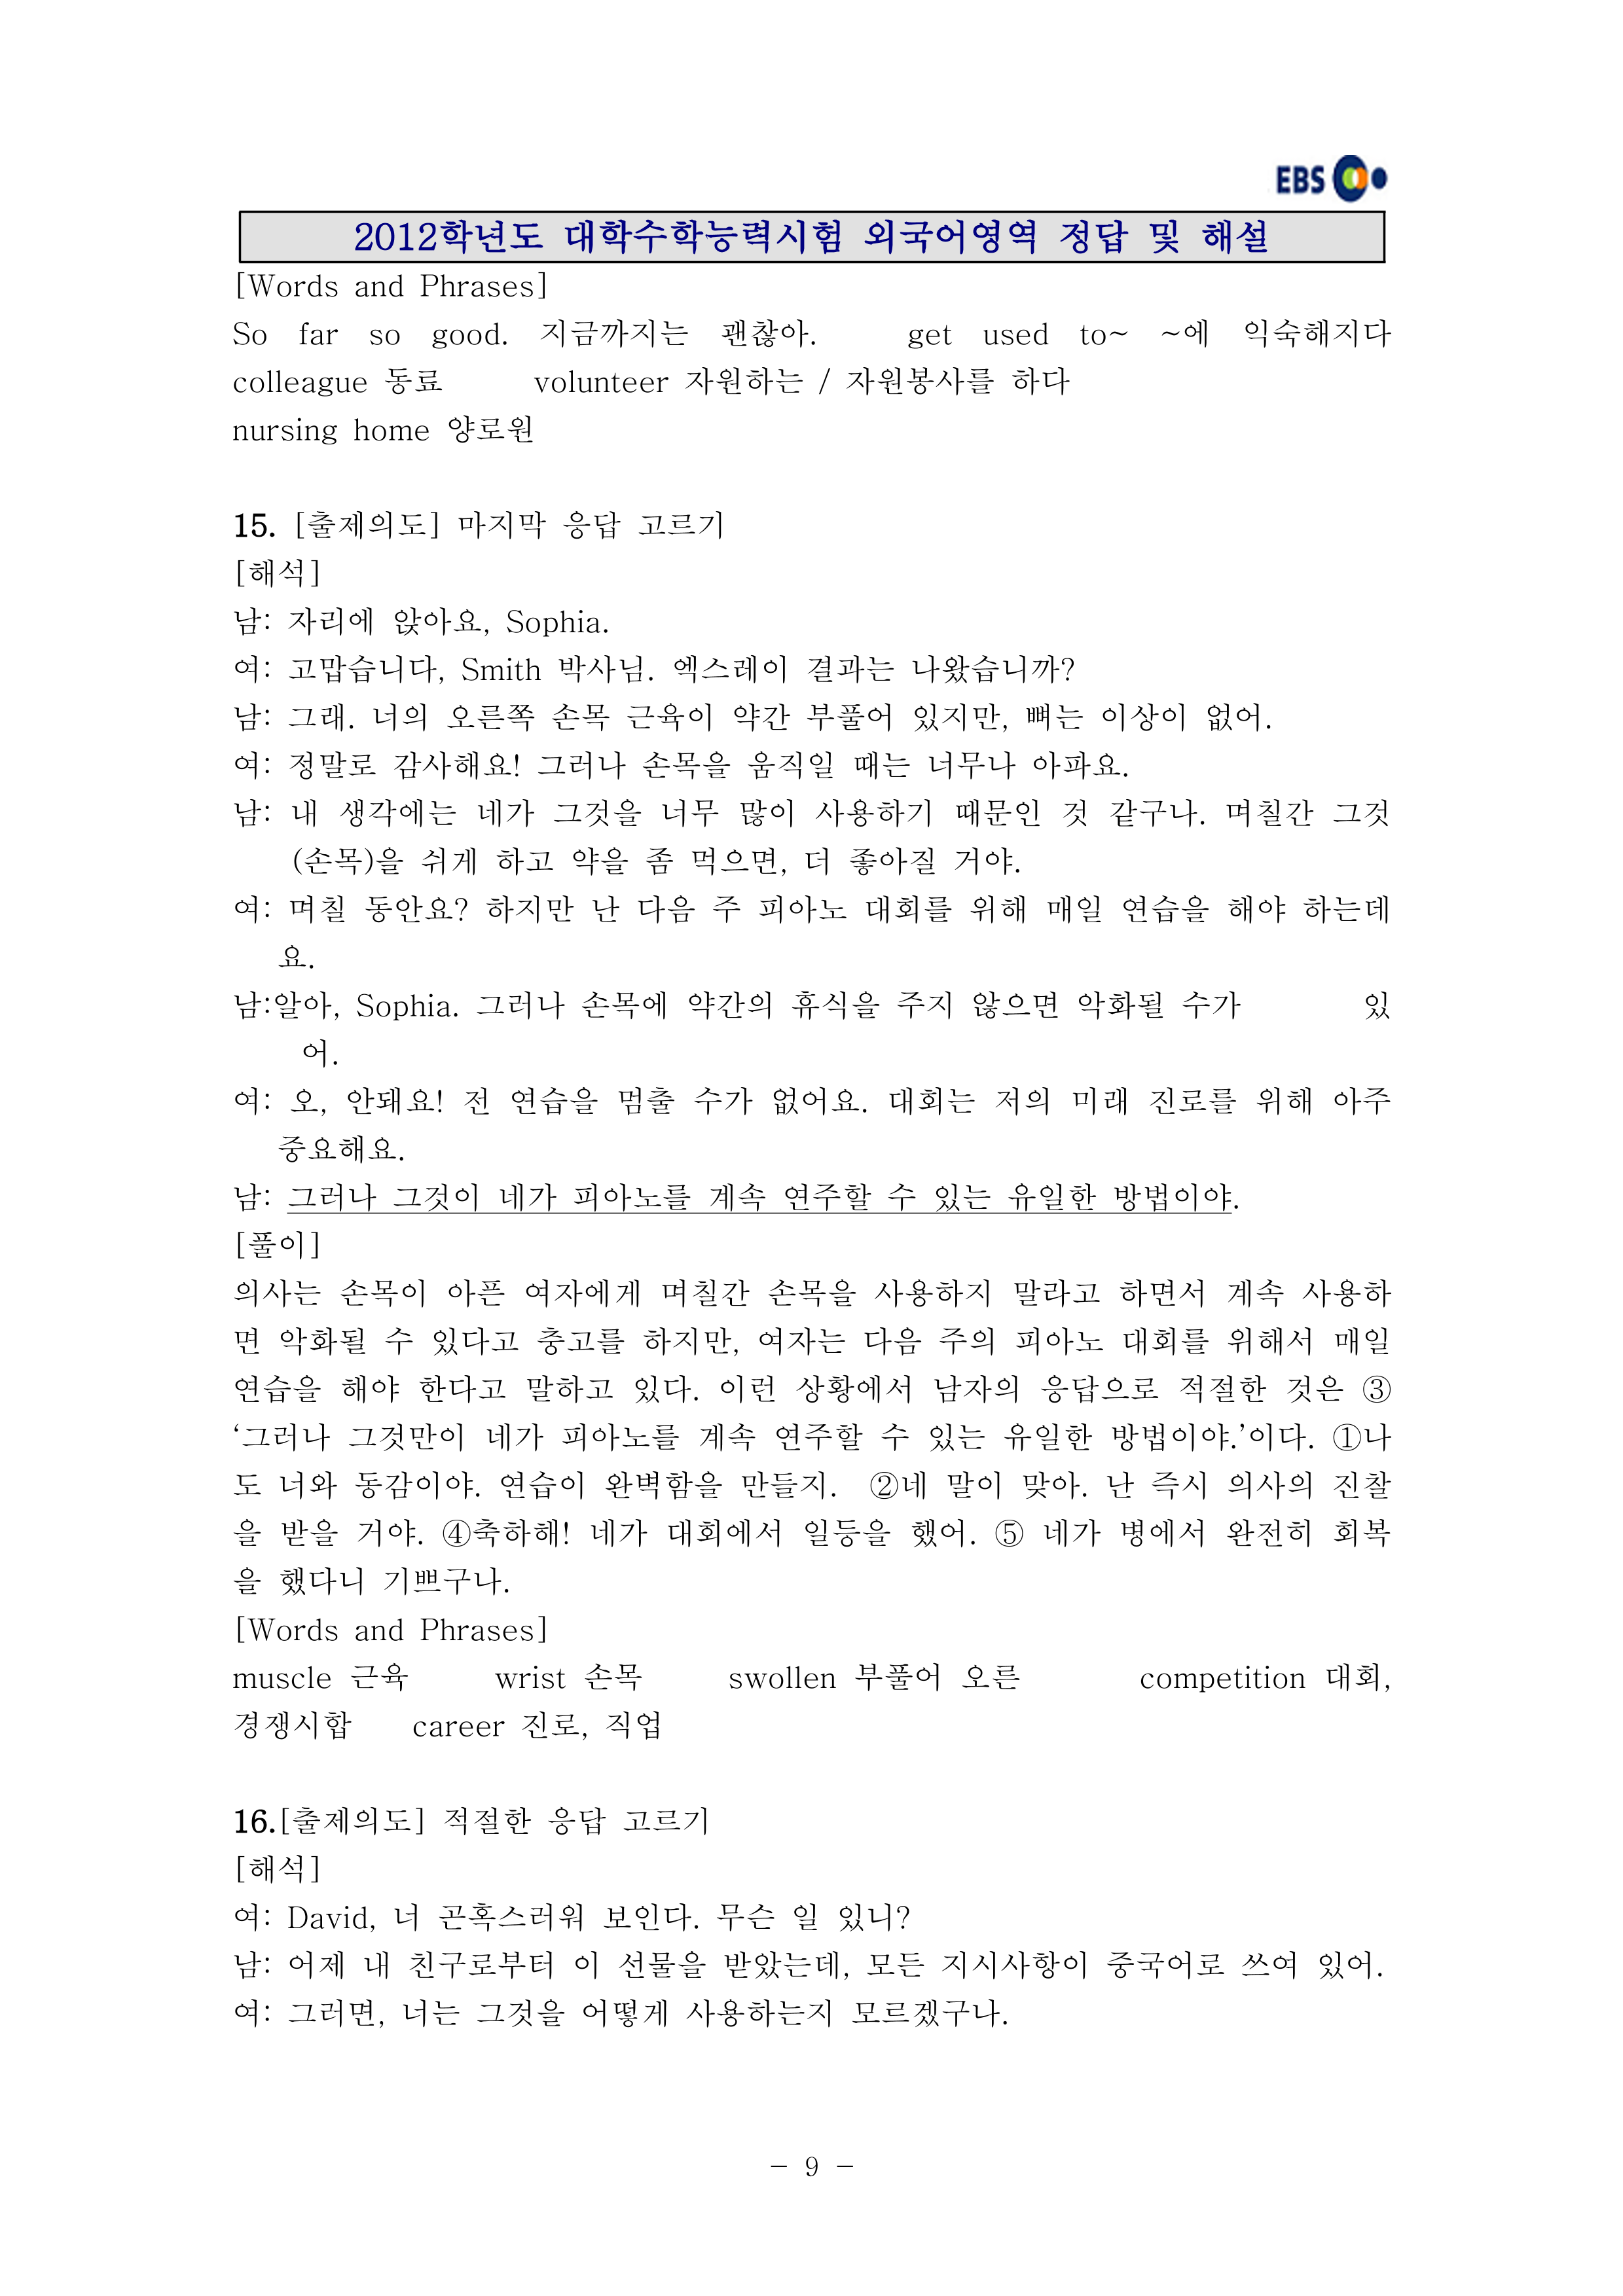 EBS
2012학년도 대학수학능력시험 외국어영역 정답 및 해설
[Words and Phrases]
So far so good. 지금까지는 괜찮아. get used to~ ~에 익숙해지다
colleague 동료 volunteer 자원하는 / 자원봉사를 하다
nursing home 양로원
15. [출제의도] 마지막 응답 고르기
[해석]
남: 자리에 앉아요, Sophia.
여: 고맙습니다, Smith 박사님. 엑스레이 결과는 나왔습니까?
남: 그래. 너의 오른쪽 손목 근육이 약간 부풀어 있지만, 뼈는 이상이 없어.
여: 정말로 감사해요! 그러나 손목을 움직일 때는 너무나 아파요.
남: 내 생각에는 네가 그것을 너무 많이 사용하기 때문인 것 같구나. 며칠간 그것
(손목)을 쉬게 하고 약을 좀 먹으면, 더 좋아질 거야.
여: 며칠 동안요? 하지만 난 다음 주 피아노 대회를 위해 매일 연습을 해야 하는데
요.
남:알아, Sophia. 그러나 손목에 약간의 휴식을 주지 않으면 악화될 수가 있
어.
여: 오, 안돼요! 전 연습을 멈출 수가 없어요. 대회는 저의 미래 진로를 위해 아주
중요해요.
남: 그러나 그것이 네가 피아노를 계속 연주할 수 있는 유일한 방법이야.
[풀이]
의사는 손목이 아픈 여자에게 며칠간 손목을 사용하지 말라고 하면서 계속 사용하
면 악화될 수 있다고 충고를 하지만, 여자는 다음 주의 피아노 대회를 위해서 매일
연습을 해야 한다고 말하고 있다. 이런 상황에서 남자의 응답으로 적절한 것은 ③
‘그러나 그것만이 네가 피아노를 계속 연주할 수 있는 유일한 방법이야.’이다. ①나
도 너와 동감이야. 연습이 완벽함을 만들지. ②네 말이 맞아. 난 즉시 의사의 진찰
을 받을 거야. ④축하해! 네가 대회에서 일등을 했어. ⑤ 네가 병에서 완전히 회복
을 했다니 기쁘구나.
[Words and Phrases]
muscle 근육 wrist 손목 swollen 부풀어 오른 competition 대회,
경쟁시합 career 진로, 직업
16.[출제의도] 적절한 응답 고르기
[해석]
여: David, 너 곤혹스러워 보인다. 무슨 일 있니?
남: 어제 내 친구로부터 이 선물을 받았는데, 모든 지시사항이 중국어로 쓰여 있어.
여: 그러면, 너는 그것을 어떻게 사용하는지 모르겠구나.
- 9 -